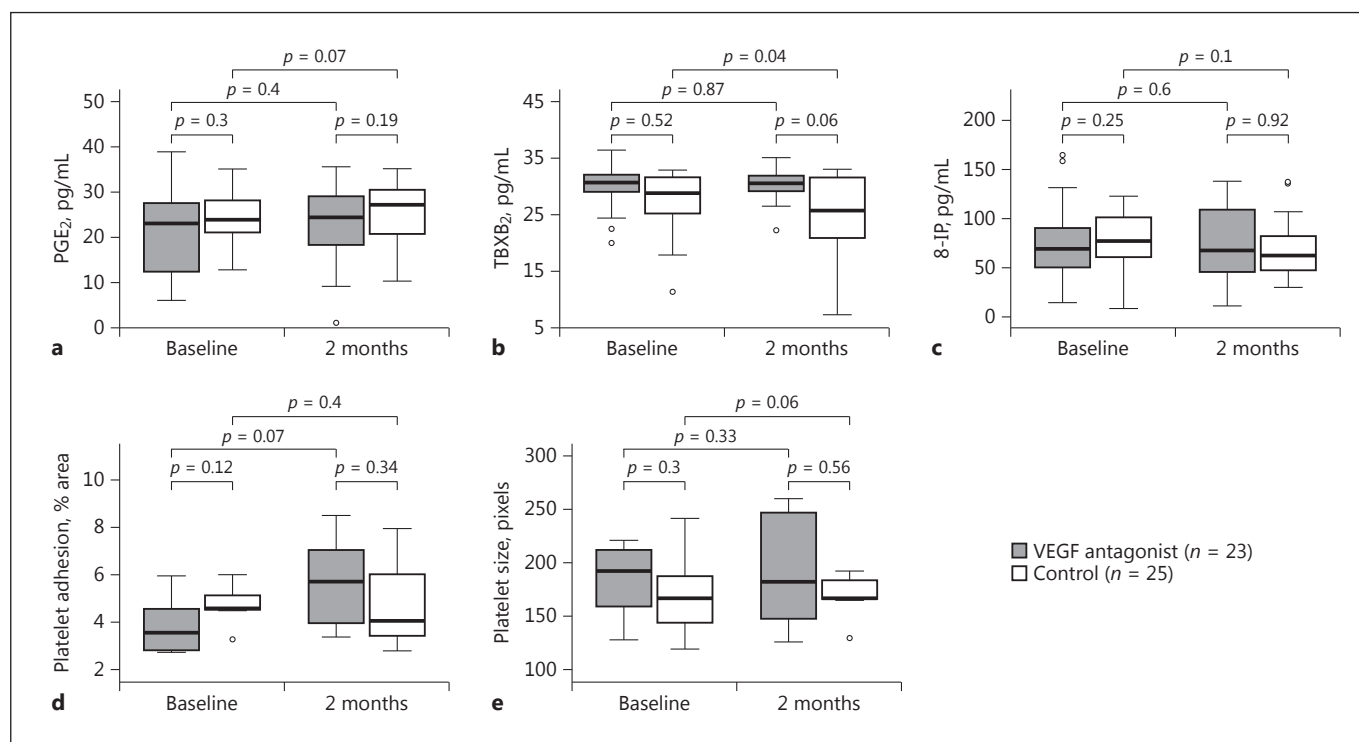 p = 0.07
p = 0.4
p = 0.3
p = 0.19
PGE₂, pg/mL
50
40
30
20
10
0
a
Baseline
2 months
p = 0.04
p = 0.87
p = 0.52
p = 0.06
TBXB₂, pg/mL
45
35
25
15
5
b
Baseline
2 months
p = 0.1
p = 0.6
p = 0.25
p = 0.92
8-IP, pg/mL
200
150
100
50
0
c
Baseline
2 months
p = 0.4
p = 0.07
p = 0.12
p = 0.34
Platelet adhesion, % area
10
8
6
4
2
d
Baseline
2 months
p = 0.06
p = 0.33
p = 0.3
p = 0.56
Platelet size, pixels
300
250
200
150
100
e
Baseline
2 months
VEGF antagonist (n = 23)
Control (n = 25)